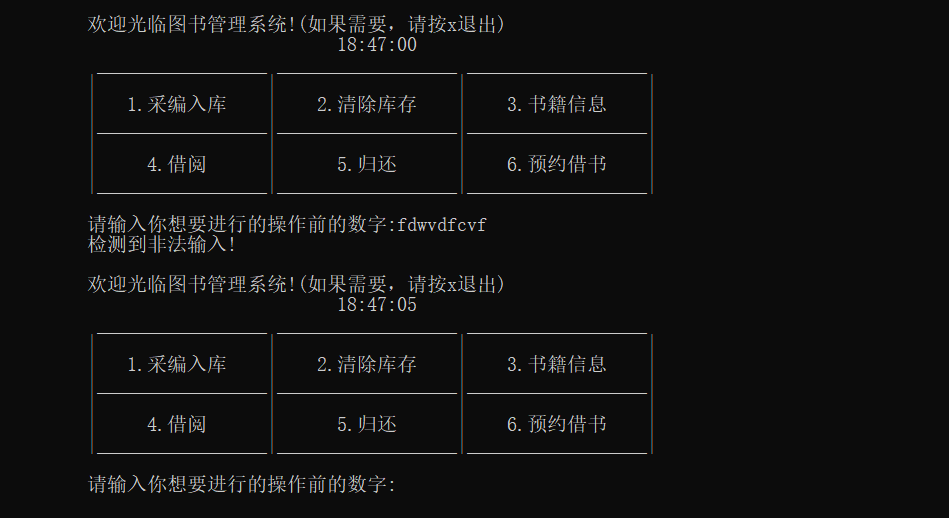 欢迎光临图书管理系统!(如果需要，请按x退出)
18:47:00
1.采编入库 2.清除库存 3.书籍信息
4.借阅 5.归还 6.预约借书
请输入你想要进行的操作前的数字:fdwvdfcvf
检测到非法输入!
欢迎光临图书管理系统!(如果需要，请按x退出)
18:47:05
1.采编入库 2.清除库存 3.书籍信息
4.借阅 5.归还 6.预约借书
请输入你想要进行的操作前的数字: